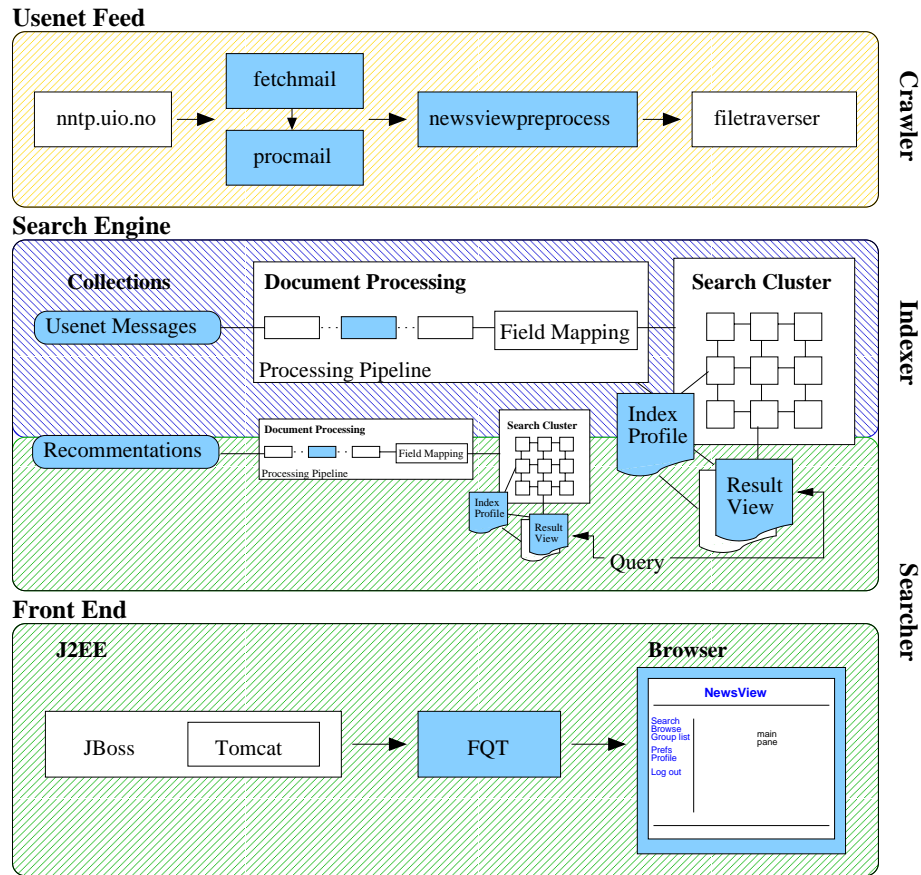 Usenet Feed
nntp.uio.no
fetchmail
procmail
newsviewpreprocess
filetraverser
Crawler
Search Engine
Collections
Usenet Messages
Document Processing
Field Mapping
Processing Pipeline
Search Cluster
Index
Profile
Result
View
Indexer
Recommentations
Document Processing
Field Mapping
Processing Pipeline
Search Cluster
Index
Profile
Result
View
Query
Searcher
Front End
J2EE
JBoss
Tomcat
FQT
Browser
NewsView
Search
Browse
Group list
Prefs
Profile
Log out
main
pane